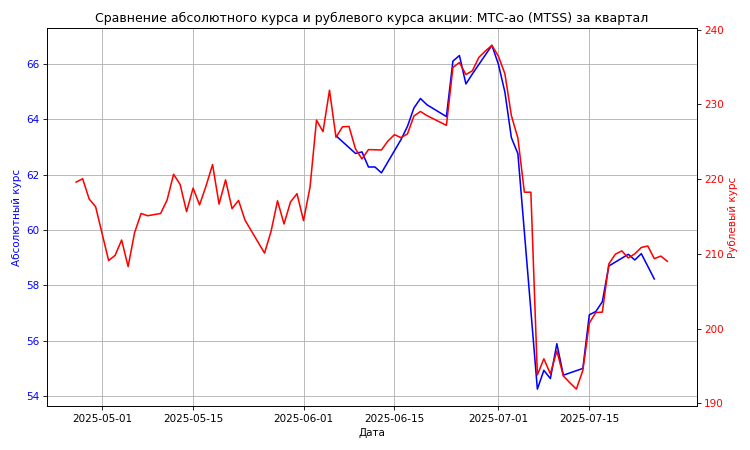 Сравнение абсолютного курса и рублевого курса акции: МТС-ао (MTSS) за квартал
Абсолютный курс
66
64
62
60
58
56
54
240
230
220
210
200
190
Рублевый курс
2025-05-01 2025-05-15 2025-06-01 2025-06-15 2025-07-01 2025-07-15
Дата